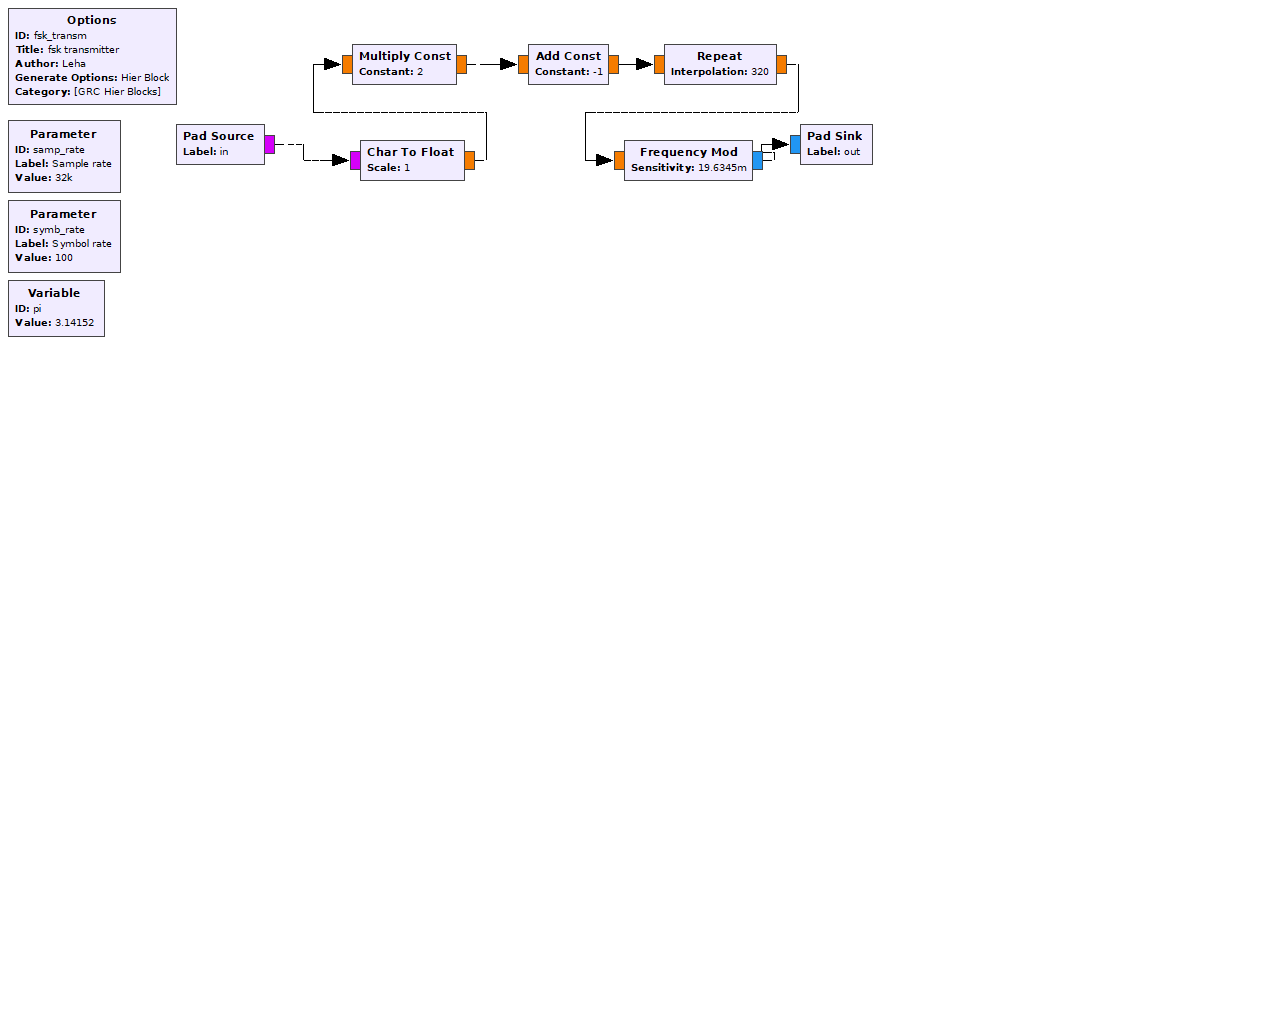 Options
ID: fsk_transm
Title: fsk transmitter
Author: Leha
Generate Options: Hier Block
Category: [GRC Hier Blocks]
Parameter
ID: samp_rate
Label: Sample rate
Value: 32k
Parameter
ID: symb_rate
Label: Symbol rate
Value: 100
Variable
ID: pi
Value: 3.14152
Pad Source
Label: in
Char To Float
Scale: 1
Multiply Const
Constant: 2
Add Const
Constant: -1
Repeat
Interpolation: 320
Frequency Mod
Sensitivity: 19.6345m
Pad Sink
Label: out